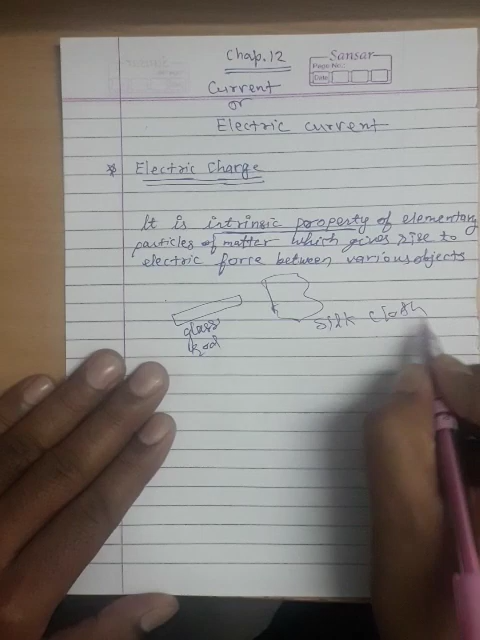 Chap.12
Sansar
Page No.:
Date
Current
or
Electric current
* Electric Charge
It is intrinsic property of elementary
particles of matter which gives rise to
electric force between various objects
glass
rod
silk cloth